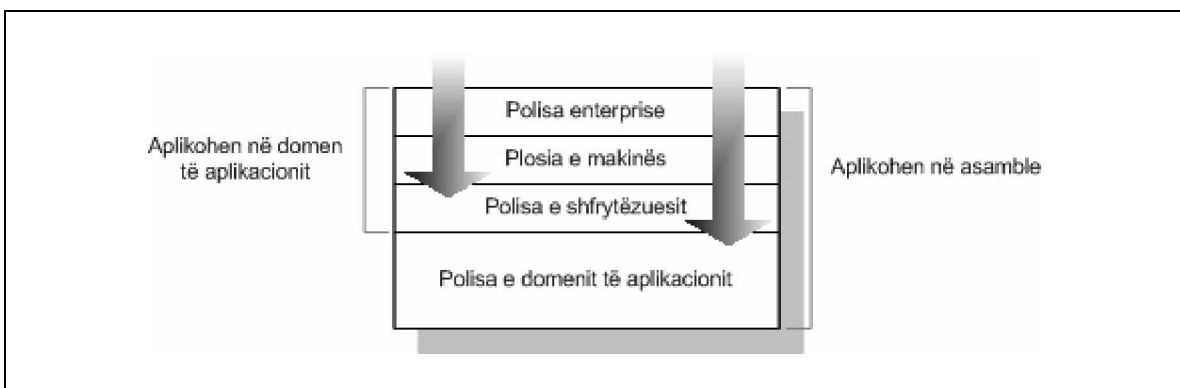 Polisa enterprise
Aplikohen në domen
të aplikacionit
Plosia e makinës
Aplikohen në asamble
Polisa e shfrytëzuesit
Polisa e domenit të aplikacionit